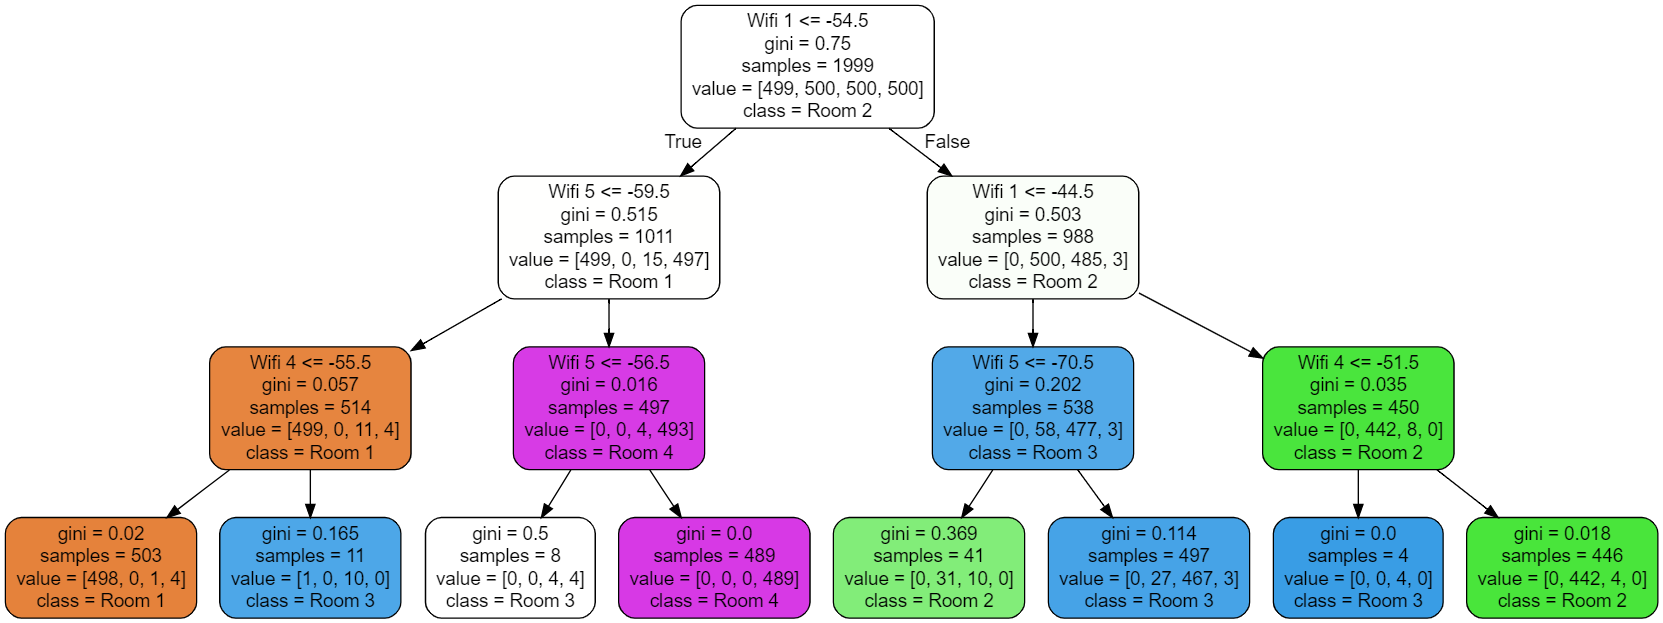 Wifi 1 <= -54.5
gini = 0.75
samples = 1999
value = [499, 500, 500, 500]
class = Room 2
True
False
Wifi 5 <= -59.5
gini = 0.515
samples = 1011
value = [499, 0, 15, 497]
class = Room 1
Wifi 1 <= -44.5
gini = 0.503
samples = 988
value = [0, 500, 485, 3]
class = Room 2
Wifi 4 <= -55.5
gini = 0.057
samples = 514
value = [499, 0, 11, 4]
class = Room 1
Wifi 5 <= -56.5
gini = 0.016
samples = 497
value = [0, 0, 4, 493]
class = Room 4
Wifi 5 <= -70.5
gini = 0.202
samples = 538
value = [0, 58, 477, 3]
class = Room 3
Wifi 4 <= -51.5
gini = 0.035
samples = 450
value = [0, 442, 8, 0]
class = Room 2
gini = 0.02
samples = 503
value = [498, 0, 1, 4]
class = Room 1
gini = 0.165
samples = 11
value = [1, 0, 10, 0]
class = Room 3
gini = 0.5
samples = 8
value = [0, 0, 4, 4]
class = Room 3
gini = 0.0
samples = 489
value = [0, 0, 0, 489]
class = Room 4
gini = 0.369
samples = 41
value = [0, 31, 10, 0]
class = Room 2
gini = 0.114
samples = 497
value = [0, 27, 467, 3]
class = Room 3
gini = 0.0
samples = 4
value = [0, 0, 4, 0]
class = Room 3
gini = 0.018
samples = 446
value = [0, 442, 4, 0]
class = Room 2